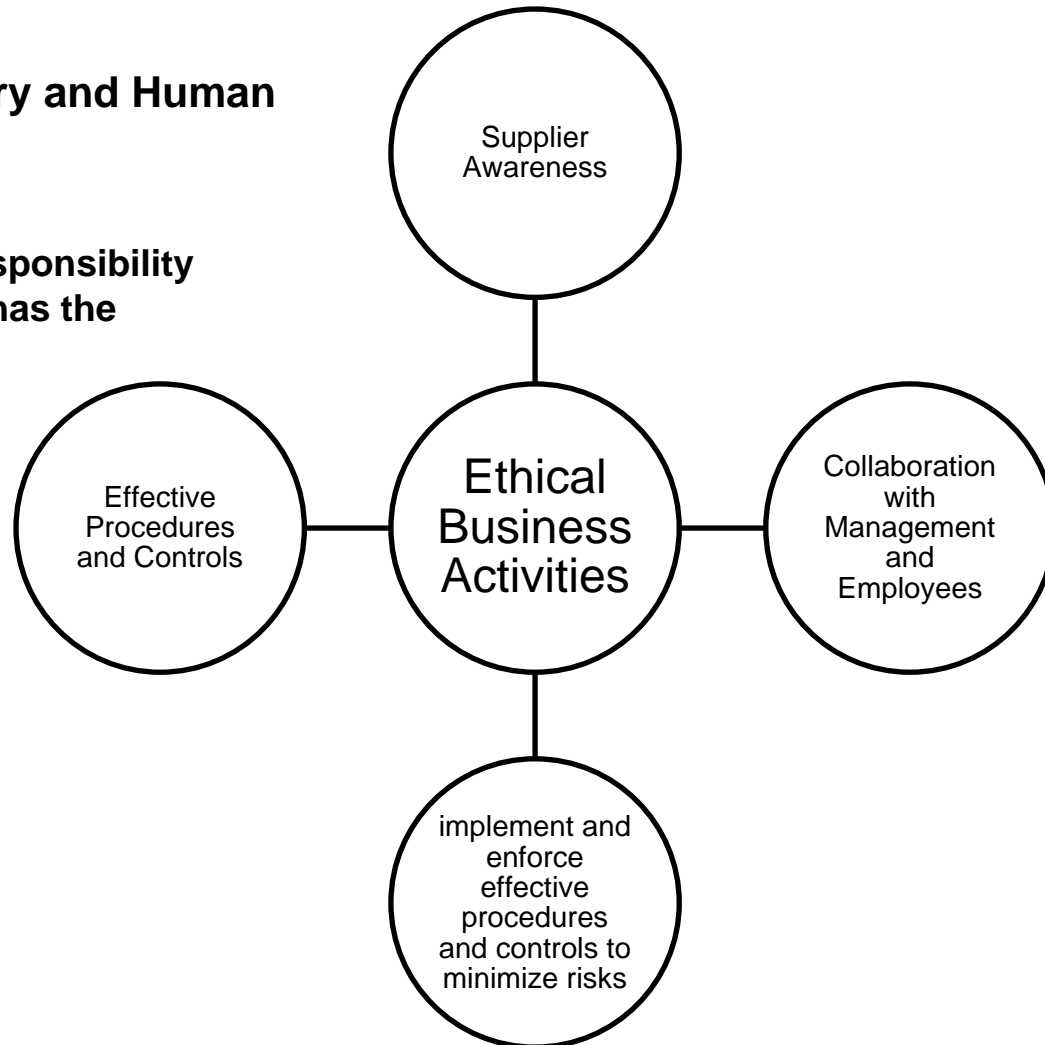 ry and Human
sponsibility
has the
Supplier
Awareness
Effective
Procedures
and Controls
Ethical
Business
Activities
Collaboration
with
Management
and
Employees
implement and
enforce
effective
procedures
and controls to
minimize risks